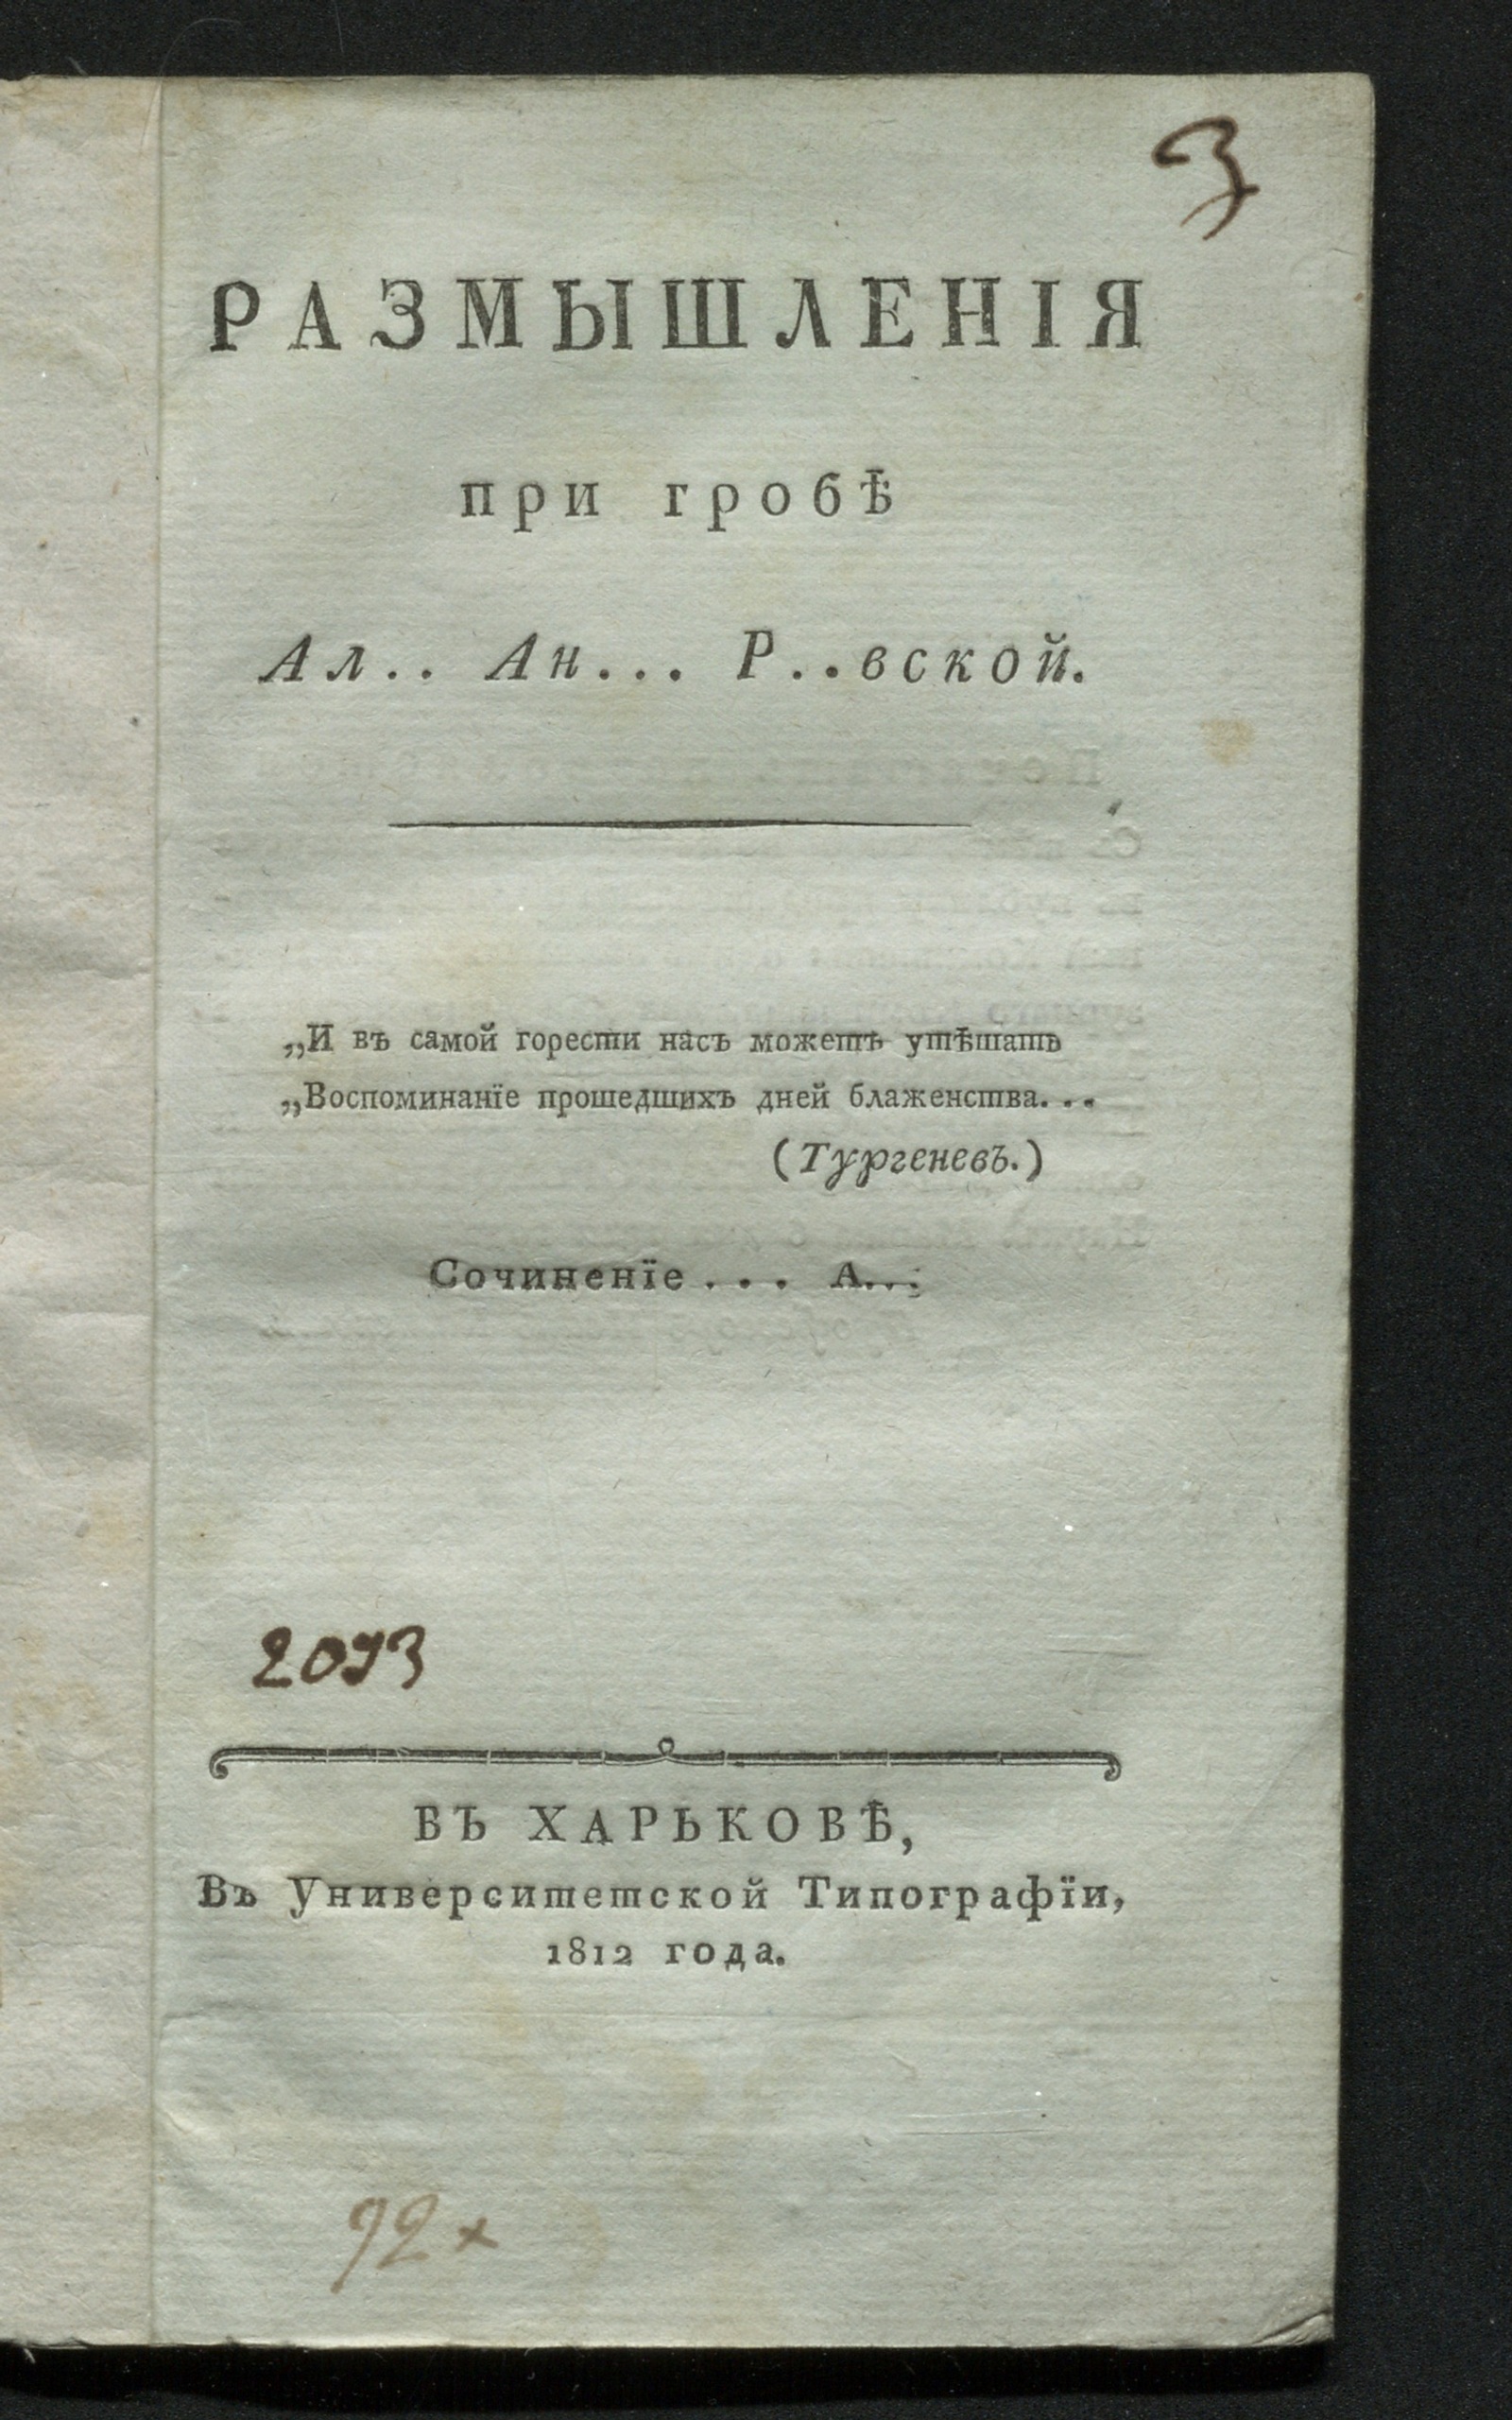 3
РАЗМЫШЛЕНІЯ
при гробѣ
Ал.. Ан... Р..вской.
„И въ самой горести насъ можетъ утѣшать
„Воспоминанїе прошедшихъ дней блаженства...
(Тургеневъ.)
Сочиненїе... А...
2093
ВЪ ХАРЬКОВѢ,
Въ Университетской Типографїи,
1812 года.
92 x